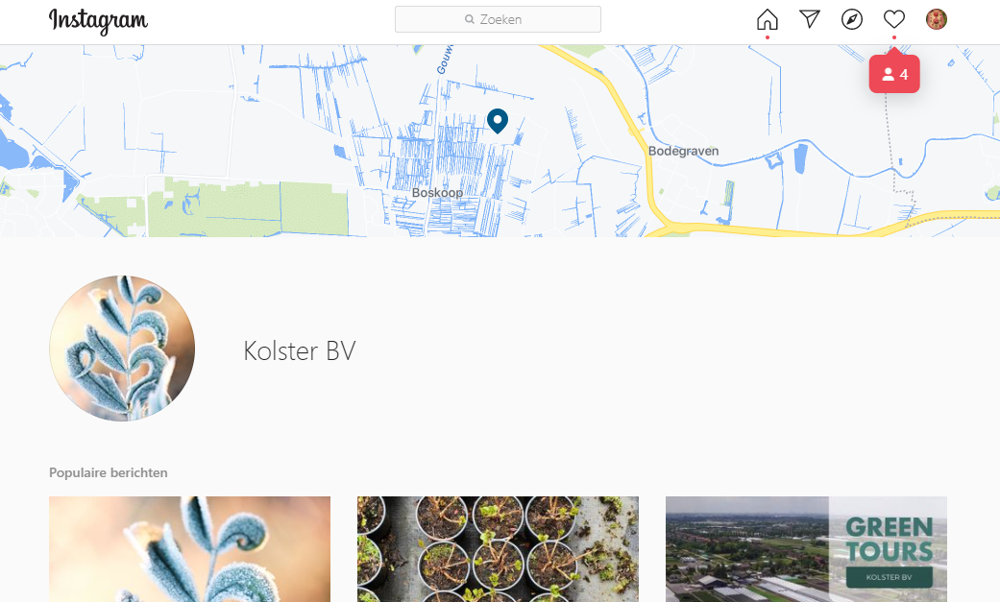 Instagram
Zoeken
4
Gouw
Bodegraven
Boskoop
Kolster BV
Populaire berichten
GREEN
TOURS
KOLSTER BV